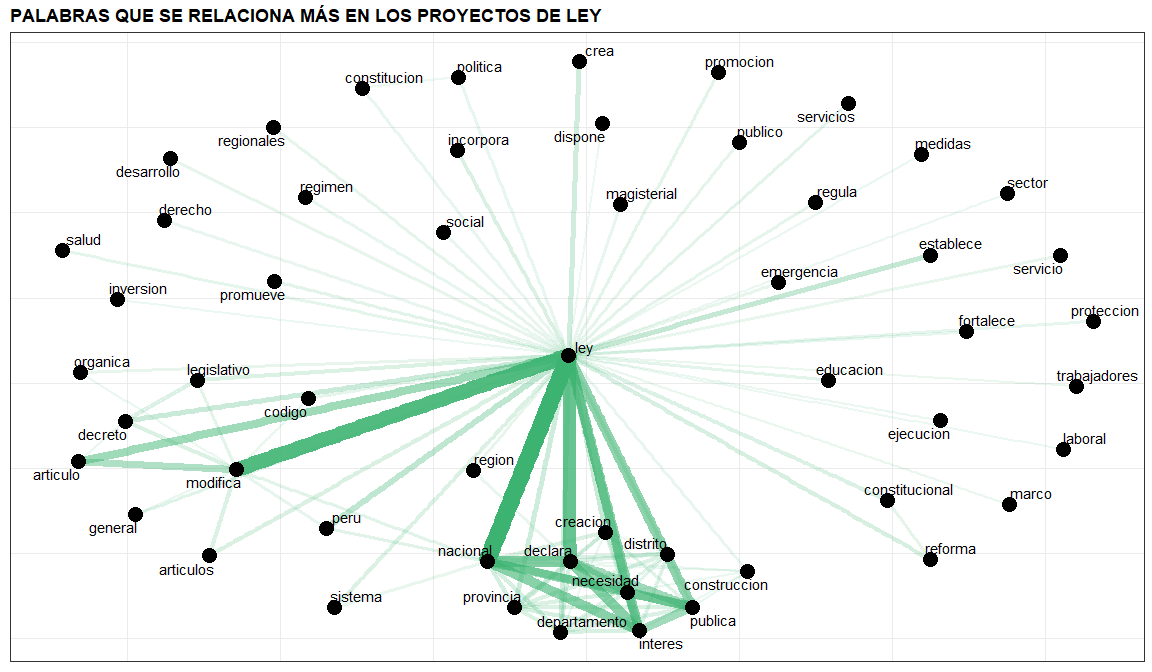 PALABRAS QUE SE RELACIONA MÁS EN LOS PROYECTOS DE LEY
crea
politica
promocion
constitucion
servicios
dispone
publico
regionales
incorpora
medidas
desarrollo
regimen
magisterial
regula
sector
derecho
social
salud
establece
servicio
emergencia
inversion
promueve
proteccion
fortalece
ley
organica
legislativo
educacion
trabajadores
codigo
decreto
ejecucion
laboral
region
articulo
modifica
constitucional
marco
general
peru
creacion
distrito
nacional
declara
reforma
articulos
necesidad
construccion
sistema
provincia
departamento
publica
interes